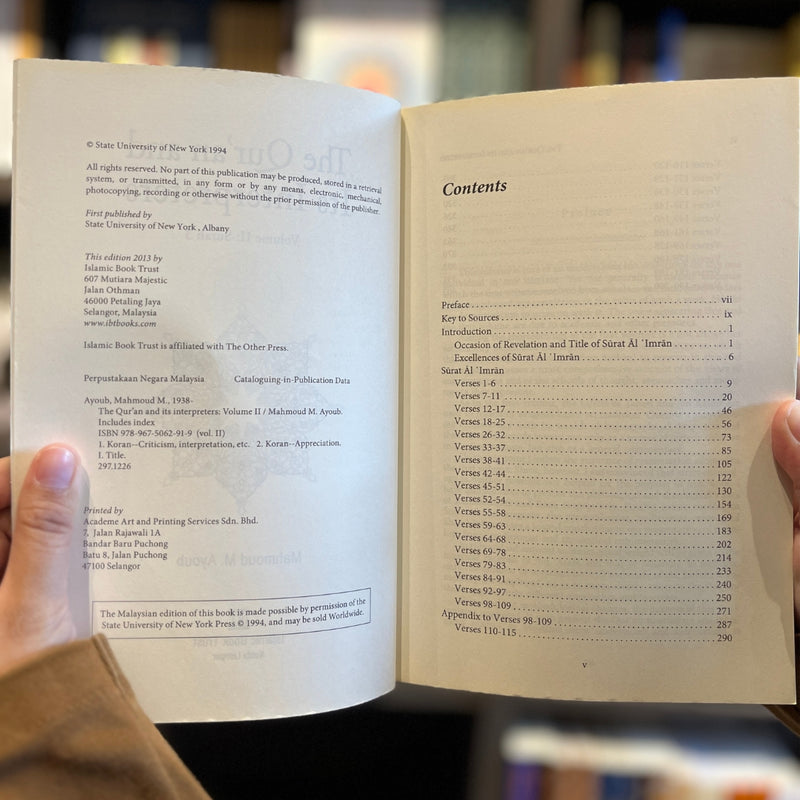 © State University of New York 1994
All rights reserved. No part of this publication may be produced, stored in a retrieval
system, or transmitted, in any form or by any means, electronic, mechanical,
photocopying, recording or otherwise without the prior permission of the publisher.
First published by
State University of New York , Albany
This edition 2013 by
Islamic Book Trust
607 Mutiara Majestic
Jalan Othman
46000 Petaling Jaya
Selangor, Malaysia
www.ibtbooks.com
Islamic Book Trust is affiliated with The Other Press.
Perpustakaan Negara Malaysia Cataloguing-in-Publication Data
Ayoub, Mahmoud M., 1938-
The Qur'an and its interpreters: Volume II / Mahmoud M. Ayoub.
Includes index
ISBN 978-967-5062-91-9 (vol. II)
1. Koran--Criticism, interpretation, etc. 2. Koran--Appreciation.
I. Title.
297.1226
Printed by
Academe Art and Printing Services Sdn. Bhd.
7, Jalan Rajawali 1A
Bandar Baru Puchong
Batu 8, Jalan Puchong
47100 Selangor
The Malaysian edition of this book is made possible by permission of the
State University of New York Press © 1994, and may be sold Worldwide.
Contents
Preface ........ vii
Key to Sources ........ ix
Introduction ........ 1
Occasion of Revelation and Title of Sūrat Āl ʿImrān ........ 1
Excellences of Sūrat Āl ʿImrān ........ 6
Sūrat Āl ʿImrān
Verses 1-6 ........ 9
Verses 7-11 ........ 20
Verses 12-17 ........ 46
Verses 18-25 ........ 56
Verses 26-32 ........ 73
Verses 33-37 ........ 85
Verses 38-41 ........ 105
Verses 42-44 ........ 122
Verses 45-51 ........ 130
Verses 52-54 ........ 154
Verses 55-58 ........ 169
Verses 59-63 ........ 183
Verses 64-68 ........ 202
Verses 69-78 ........ 214
Verses 79-83 ........ 233
Verses 84-91 ........ 240
Verses 92-97 ........ 250
Verses 98-109 ........ 271
Appendix to Verses 98-109 ........ 287
Verses 110-115 ........ 290
v